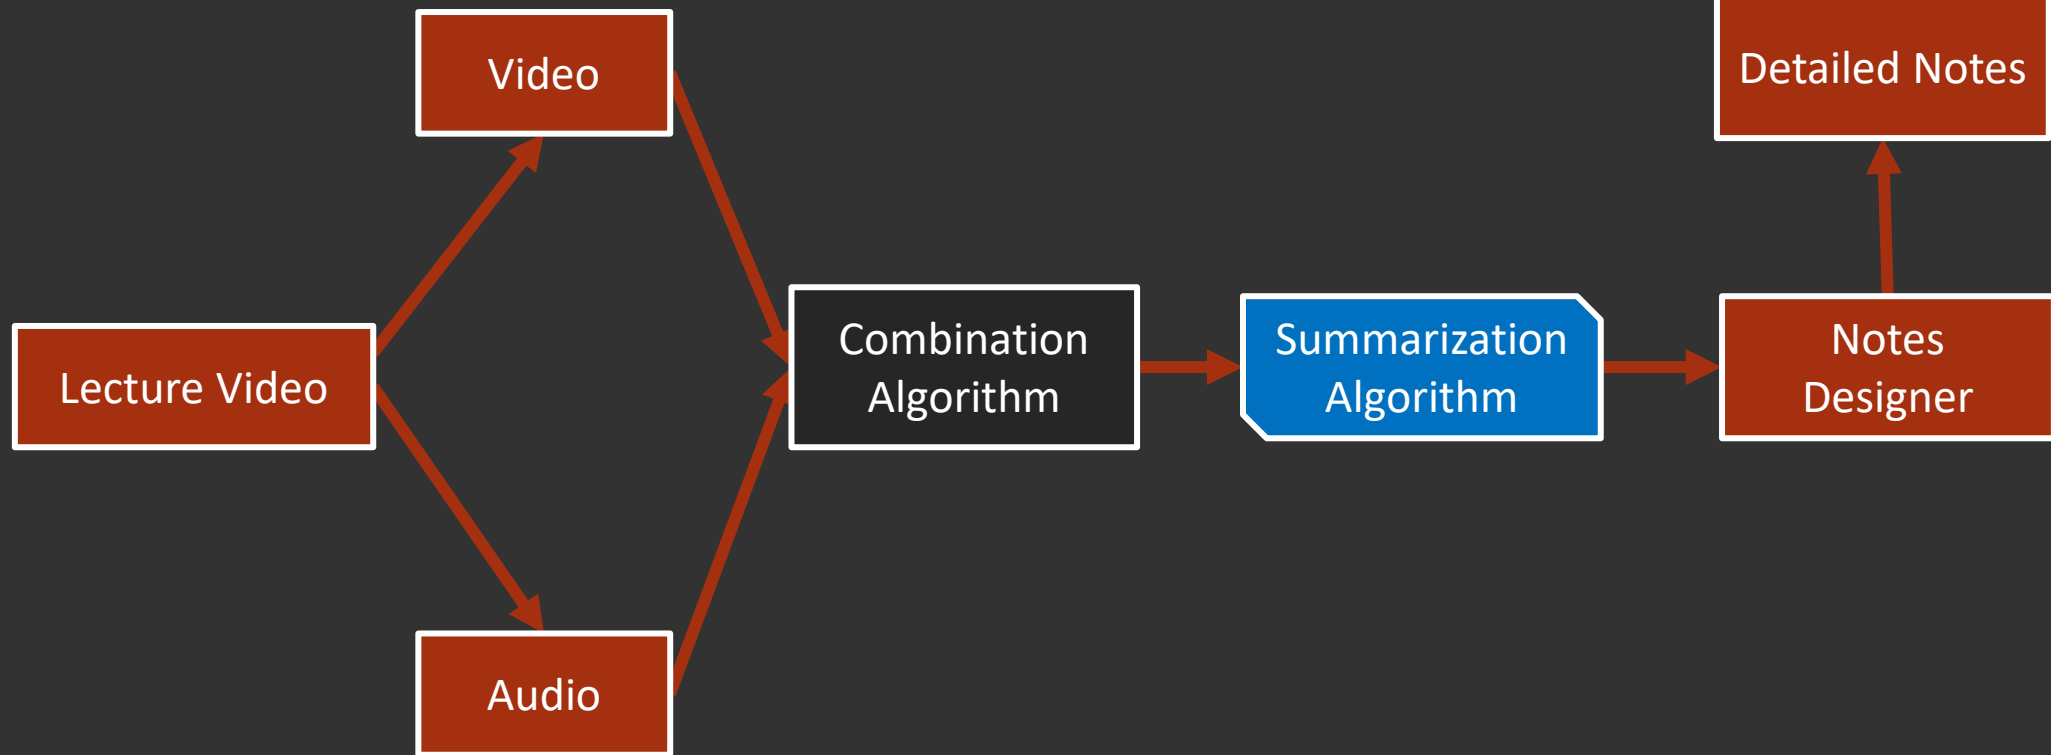 Video
Detailed Notes
Lecture Video
Combination
Algorithm
Summarization
Algorithm
Notes
Designer
Audio